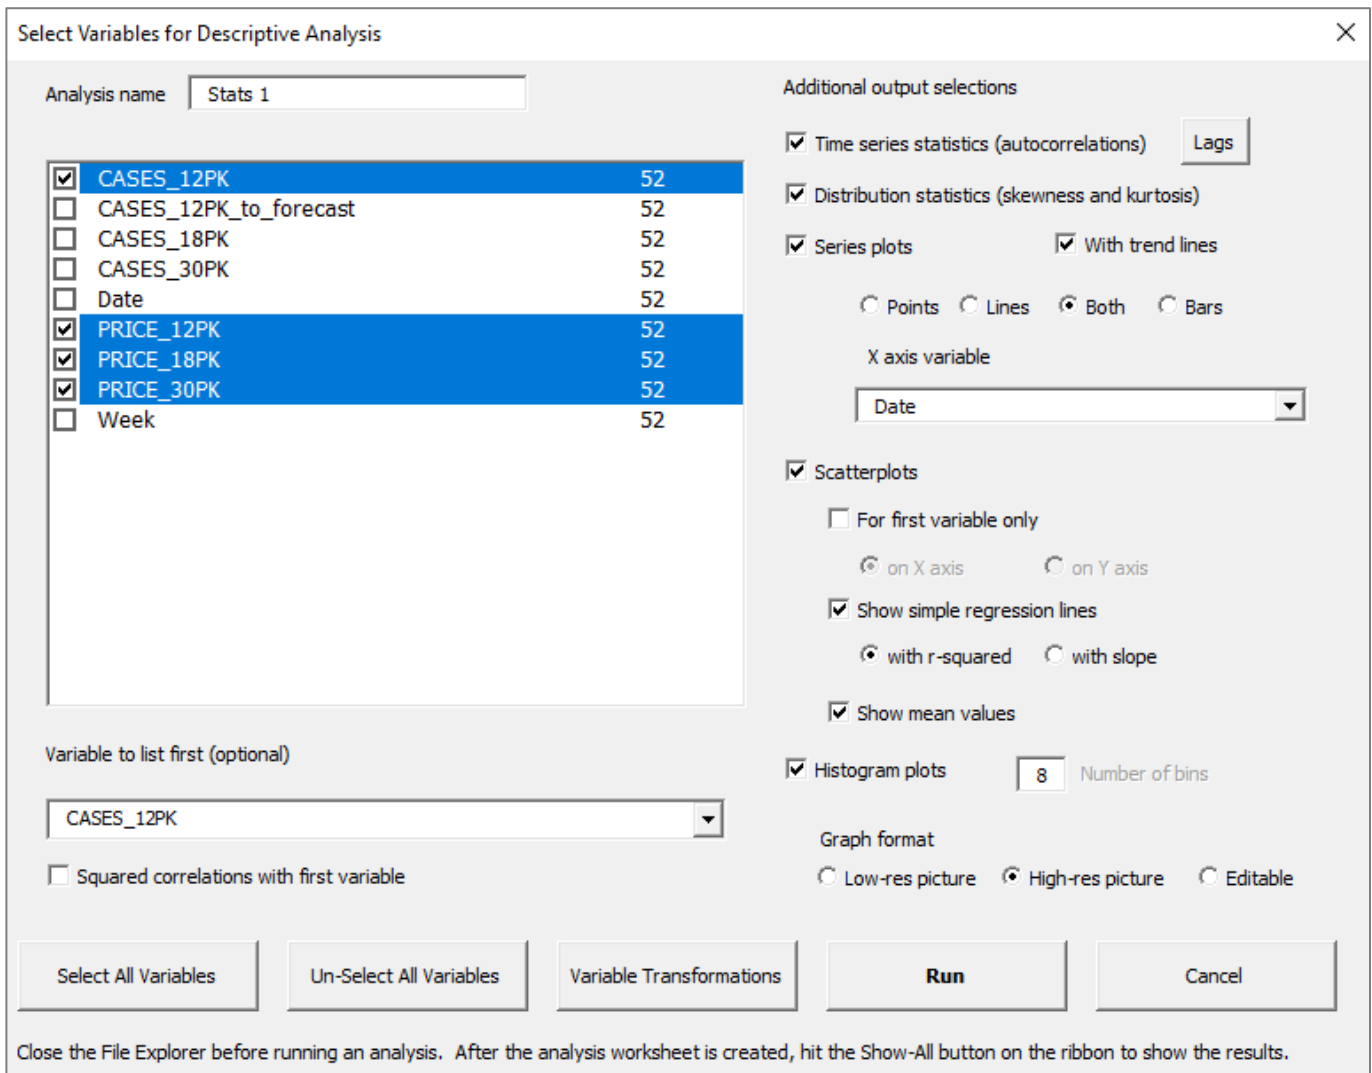 Select Variables for Descriptive Analysis
Analysis name Stats 1
CASES_12PK 52
CASES_12PK_to_forecast 52
CASES_18PK 52
CASES_30PK 52
Date 52
PRICE_12PK 52
PRICE_18PK 52
PRICE_30PK 52
Week 52
Variable to list first (optional)
CASES_12PK
Squared correlations with first variable
Additional output selections
Time series statistics (autocorrelations) Lags
Distribution statistics (skewness and kurtosis)
Series plots With trend lines
Points Lines Both Bars
X axis variable
Date
Scatterplots
For first variable only
on X axis on Y axis
Show simple regression lines
with r-squared with slope
Show mean values
Histogram plots 8 Number of bins
Graph format
Low-res picture High-res picture Editable
Select All Variables Un-Select All Variables Variable Transformations Run Cancel
Close the File Explorer before running an analysis. After the analysis worksheet is created, hit the Show-All button on the ribbon to show the results.